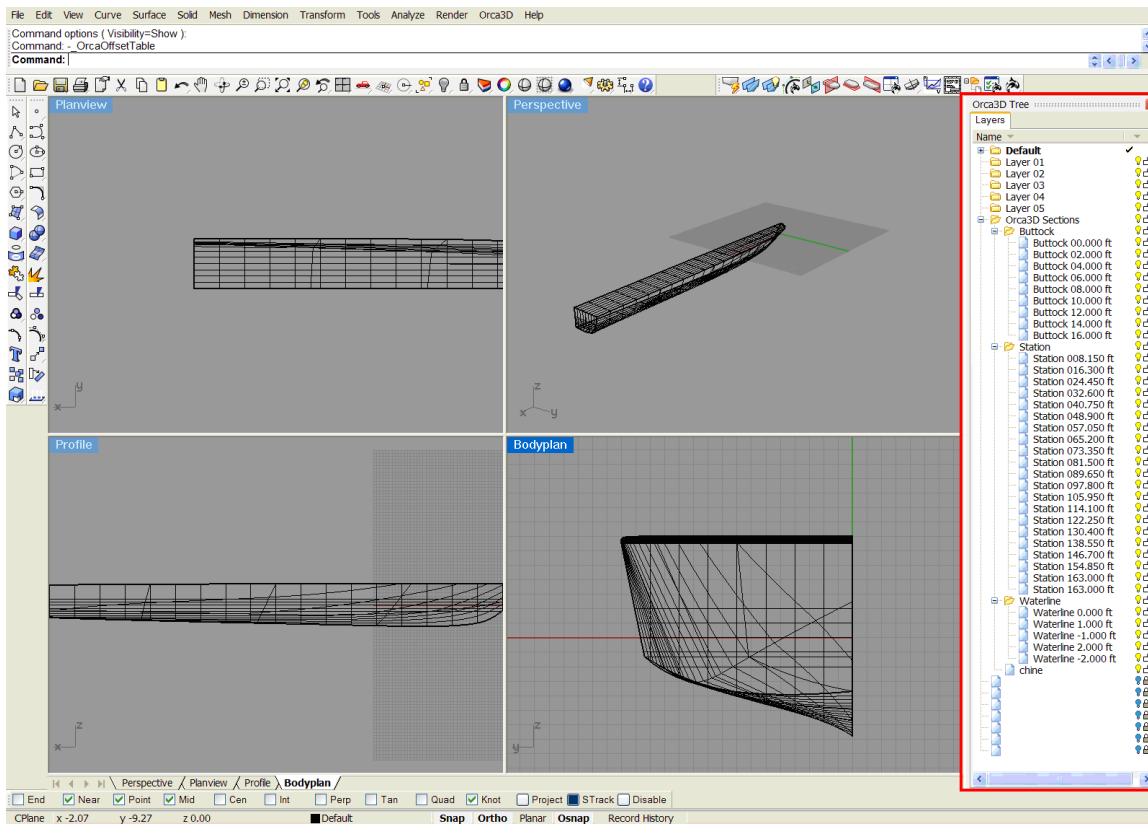 File Edit View Curve Surface Solid Mesh Dimension Transform Tools Analyze Render Orca3D Help
Command options ( Visibility=Show ):
Command: -_OrcaOffsetTable
Command:
Planview
Perspective
Orca3D Tree
Layers
Name
Default
Layer 01
Layer 02
Layer 03
Layer 04
Layer 05
Orca3D Sections
Buttock
Buttock 00.000 ft
Buttock 02.000 ft
Buttock 04.000 ft
Buttock 06.000 ft
Buttock 08.000 ft
Buttock 10.000 ft
Buttock 12.000 ft
Buttock 14.000 ft
Buttock 16.000 ft
Station
Station 008.150 ft
Station 016.300 ft
Station 024.450 ft
Station 032.600 ft
Station 040.750 ft
Station 048.900 ft
Station 057.050 ft
Station 065.200 ft
Station 073.350 ft
Station 081.500 ft
Station 089.650 ft
Station 097.800 ft
Station 105.950 ft
Station 114.100 ft
Station 122.250 ft
Station 130.400 ft
Station 138.550 ft
Station 146.700 ft
Station 154.850 ft
Station 163.000 ft
Station 163.000 ft
Waterline
Waterline 0.000 ft
Waterline 1.000 ft
Waterline -1.000 ft
Waterline 2.000 ft
Waterline -2.000 ft
chine
y
x
z
x
y
Profile
Bodyplan
z
x
z
y
Perspective Planview Profile Bodyplan
End Near Point Mid Cen Int Perp Tan Quad Knot Project STrack Disable
CPlane x -2.07 y -9.27 z 0.00 Default Snap Ortho Planar Osnap Record History